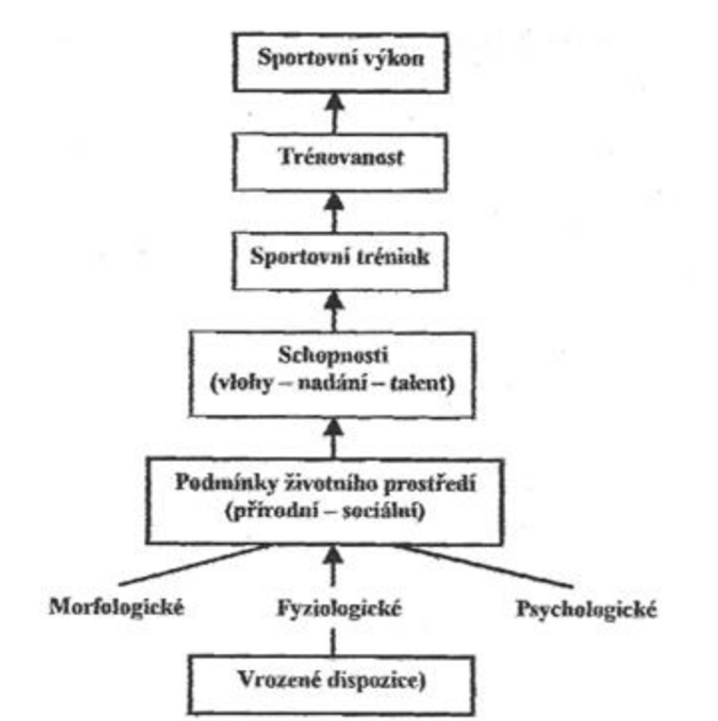 Sportovní výkon
Trénovanost
Sportovní trénink
Schopnosti
(vlohy – nadání – talent)
Podmínky životního prostředí
(přírodní – sociální)
Morfologické Fyziologické Psychologické
Vrozené dispozice)